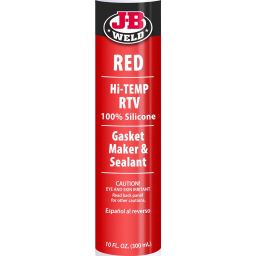 J-B
WELD
RED
Hi-TEMP
RTV
100% Silicone
Gasket
Maker &
Sealant
CAUTION!
EYE AND SKIN IRRITANT.
Read back panel
for other cautions.
Español al reverso
10 FL. OZ. (300 mL.)